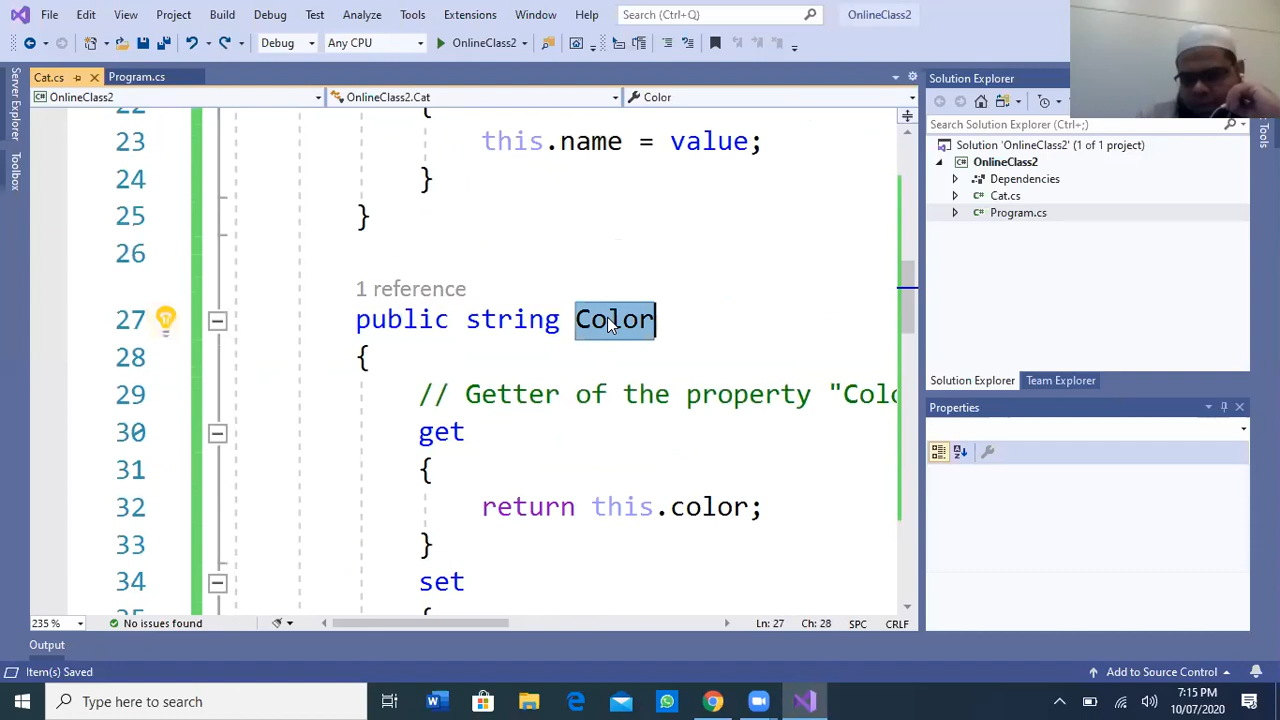 File Edit View Project Build Debug Test Analyze Tools Extensions Window Help Search (Ctrl+Q) OnlineClass2
Debug Any CPU OnlineClass2
Server Explorer
Toolbox
Cat.cs Program.cs
OnlineClass2 OnlineClass2.Cat Color
22 {
23 this.name = value;
24 }
25 }
26
1 reference
27 public string Color
28 {
29 // Getter of the property "Colo
30 get
31 {
32 return this.color;
33 }
34 set
35 {
235 % No issues found Ln: 27 Ch: 28 SPC CRLF
Output
Item(s) Saved Add to Source Control
Solution Explorer
Search Solution Explorer (Ctrl+;)
Solution 'OnlineClass2' (1 of 1 project)
OnlineClass2
Dependencies
Cat.cs
Program.cs
Solution Explorer Team Explorer
Properties
Type here to search
7:15 PM
10/07/2020